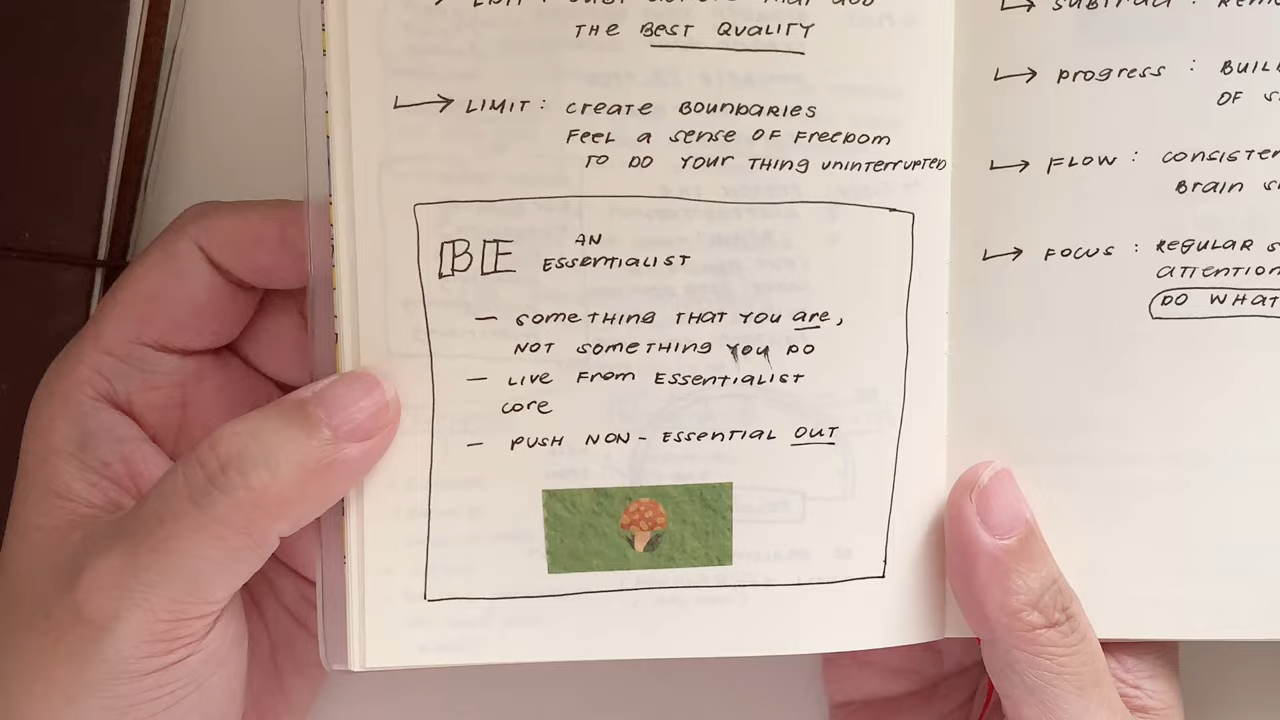 THE BEST QUALITY
LIMIT: CREATE BOUNDARIES
FEEL A SENSE OF FREEDOM
TO DO YOUR THING UNINTERRUPTED
BE AN ESSENTIALIST
— SOMETHING THAT YOU are,
NOT SOMETHING YOU DO
— LIVE FROM ESSENTIALIST
CORE
— PUSH NON-ESSENTIAL OUT
SUBTRACT:
PROGRESS :
OF
FLOW :
BRAIN
FOCUS : REGULAR
ATTENTION
DO WHAT